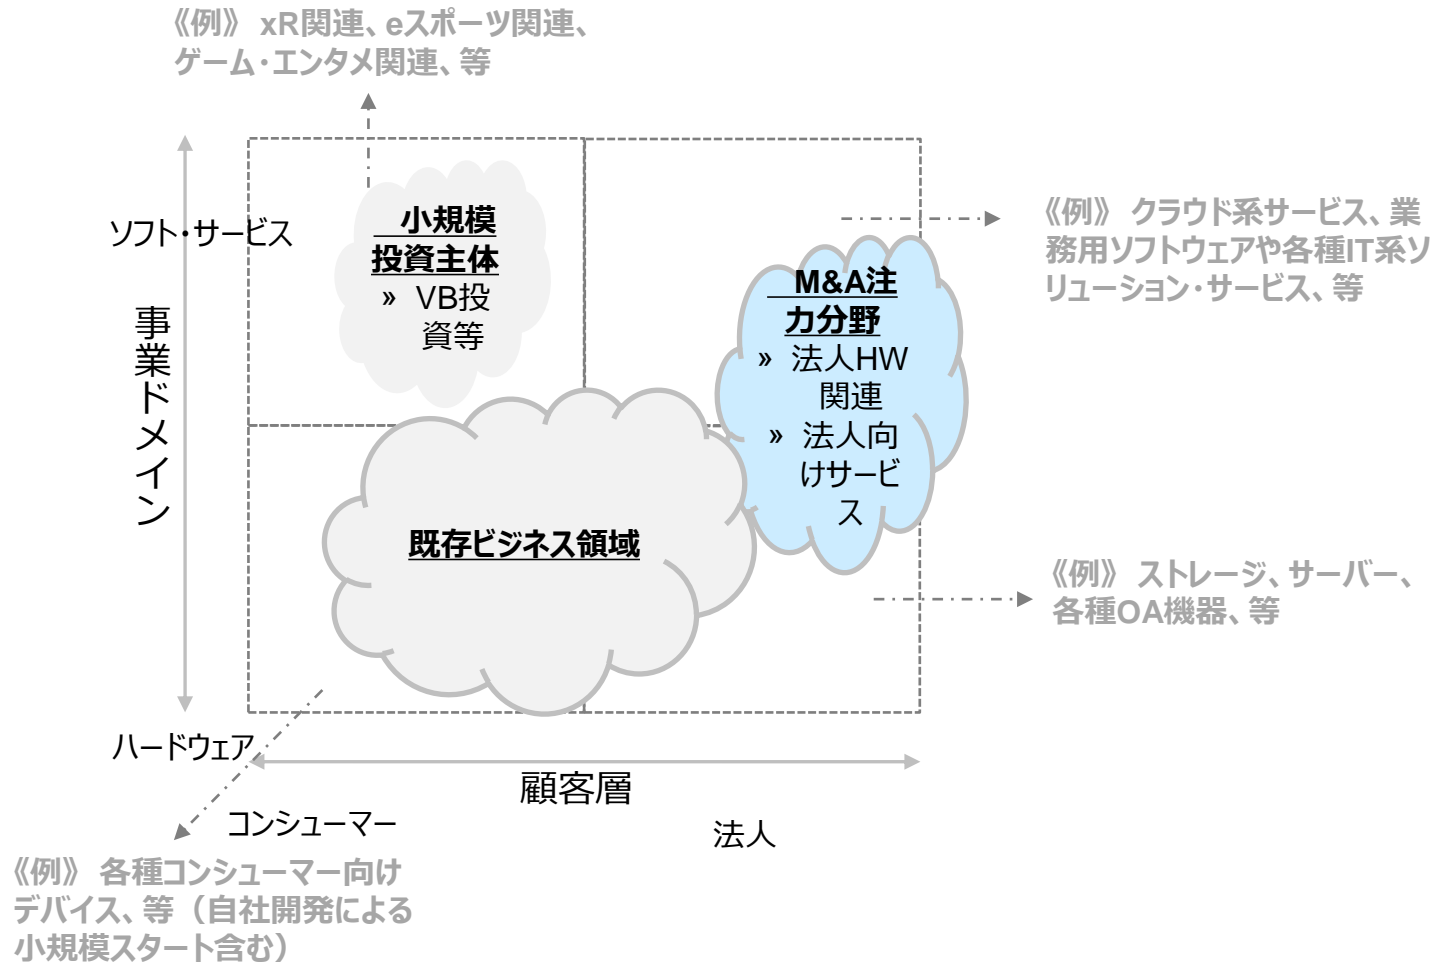 《例》 xR関連、eスポーツ関連、
ゲーム・エンタメ関連、等
ソフト・サービス
小規模
投資主体
» VB投
資等
《例》 クラウド系サービス、業
務用ソフトウェアや各種IT系ソ
リューション・サービス、等
M&A注
力分野
» 法人HW
関連
» 法人向
けサービ
ス
事業ドメイン
既存ビジネス領域
《例》 ストレージ、サーバー、
各種OA機器、等
ハードウェア
顧客層
コンシューマー
法人
《例》 各種コンシューマー向け
デバイス、等（自社開発による
小規模スタート含む）